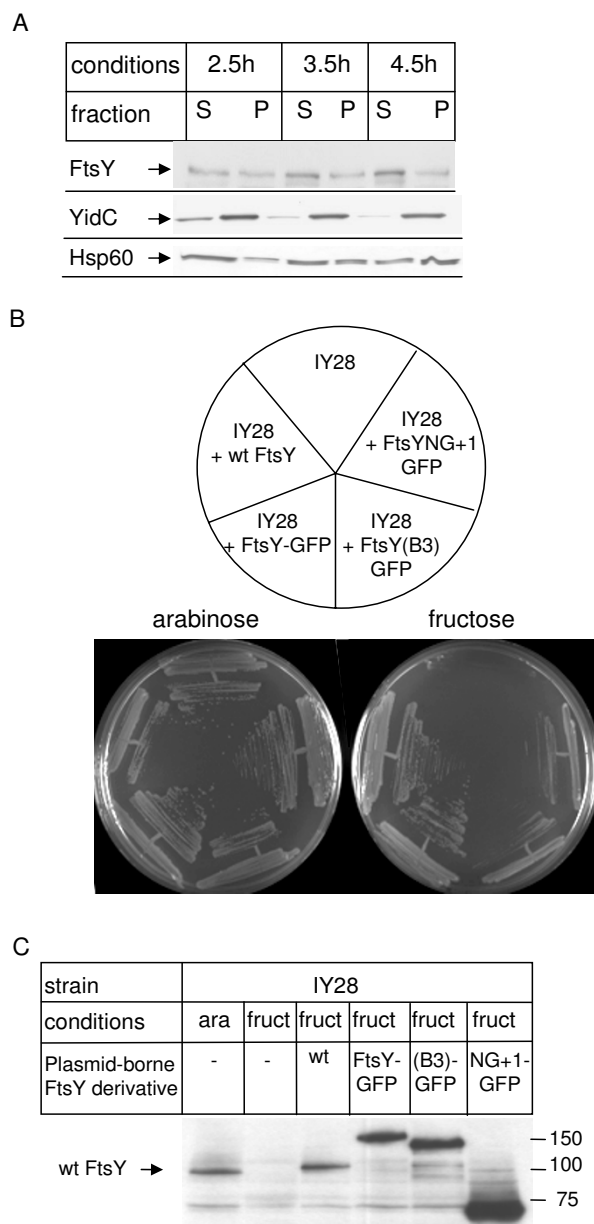 A
conditions 2.5h 3.5h 4.5h
fraction S P S P S P
FtsY
YidC
Hsp60
B
IY28
IY28
+ wt FtsY
IY28
+ FtsYNG+1
GFP
IY28
+ FtsY-GFP
IY28
+ FtsY(B3)
GFP
arabinose fructose
C
strain IY28
conditions ara fruct fruct fruct fruct fruct
Plasmid-borne
FtsY derivative - - wt FtsY-
GFP (B3)-
GFP NG+1-
GFP
150
wt FtsY 100
75